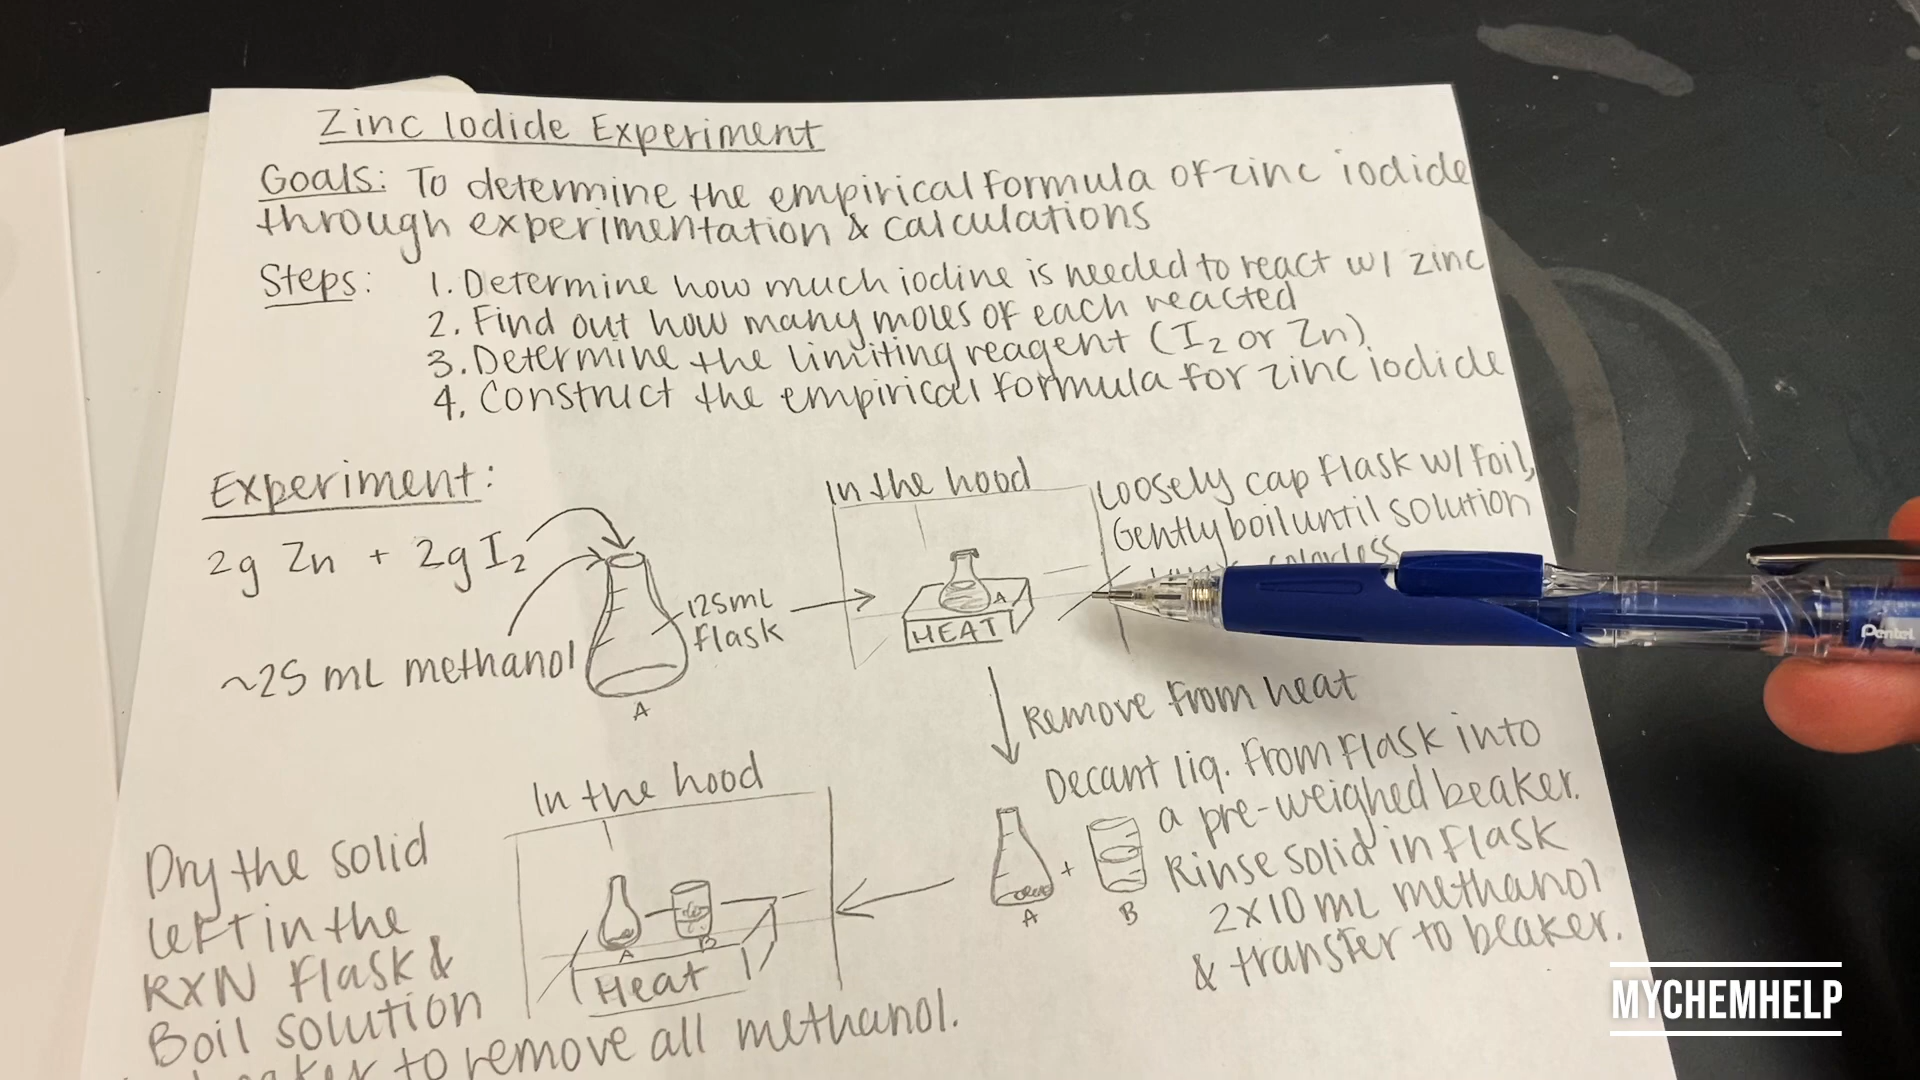 Zinc Iodide Experiment
Goals: To determine the empirical formula of zinc iodide
through experimentation & calculations
Steps: 1. Determine how much iodine is needed to react w/ zinc
2. Find out how many moles of each reacted
3. Determine the limiting reagent (I₂ or Zn)
4. Construct the empirical formula for zinc iodide
Experiment:
2g Zn + 2g I₂
~25 mL methanol
125mL
flask
A
In the hood
A
HEAT
Loosely cap flask w/ foil,
Gently boil until solution
colorless
Remove from heat
Decant liq. from flask into
a pre-weighed beaker.
Rinse solid in flask
2x10 mL methanol
& transfer to beaker.
A + B
In the hood
A B
Heat
Dry the solid
left in the
RXN flask &
Boil solution
beaker to remove all methanol.
Pentel
MYCHEMHELP